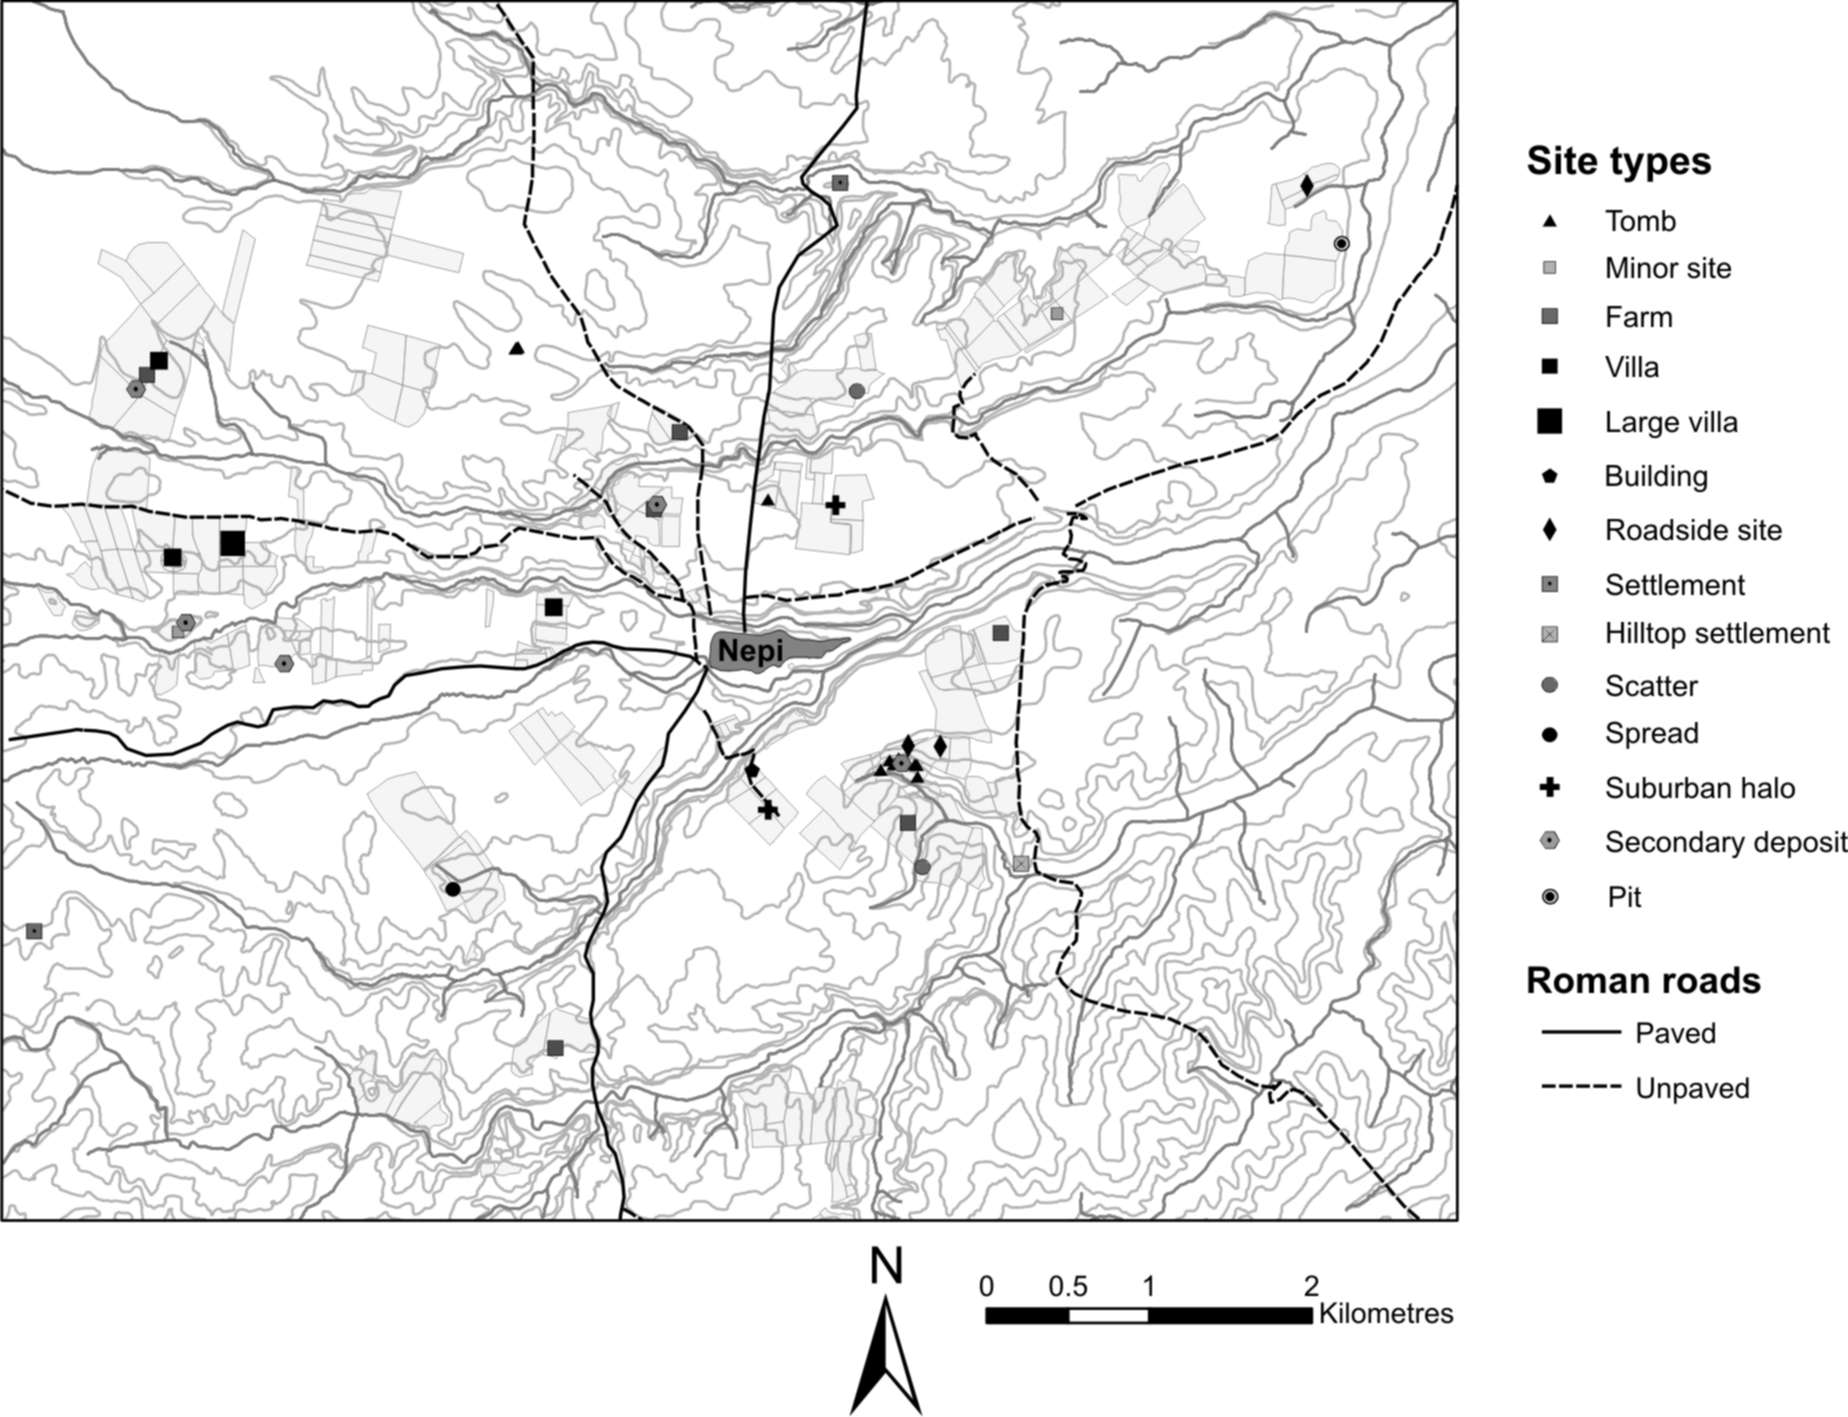 Nepi
Site types
Tomb
Minor site
Farm
Villa
Large villa
Building
Roadside site
Settlement
Hilltop settlement
Scatter
Spread
Suburban halo
Secondary deposit
Pit
Roman roads
Paved
Unpaved
N
0 0.5 1 2
Kilometres